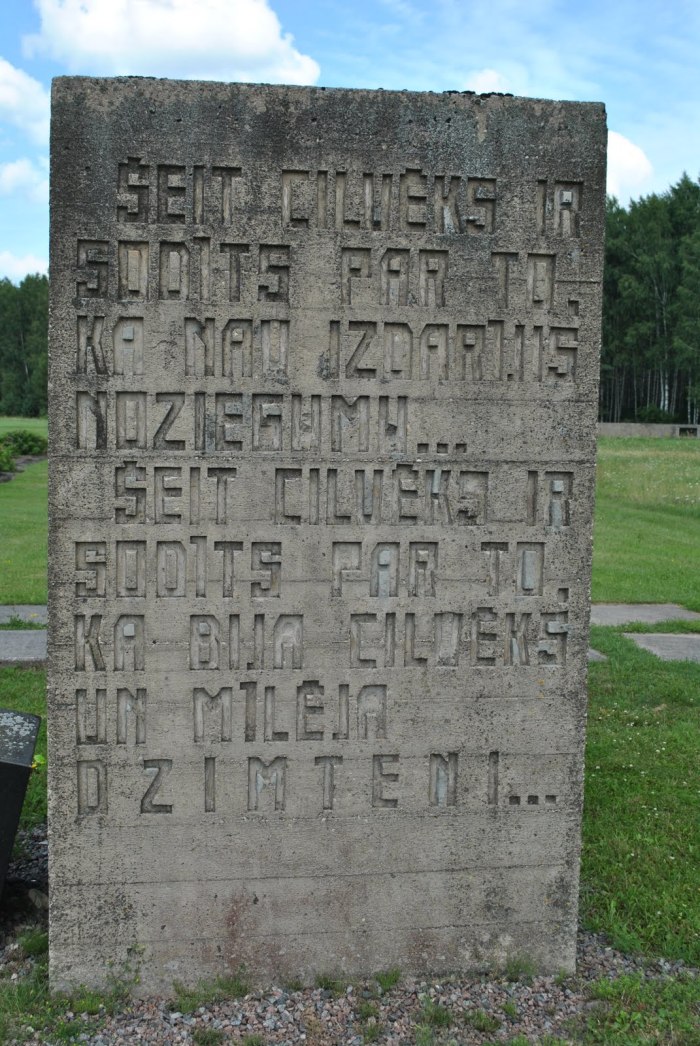 ŠEIT CILVĒKS IR
SODĪTS PAR TO,
KA NAV IZDARĪJIS
NOZIEGUMU...
ŠEIT CILVĒKS IR
SODĪTS PAR TO,
KA BIJA CILVĒKS
UN MĪLĒJA
DZIMTENI...